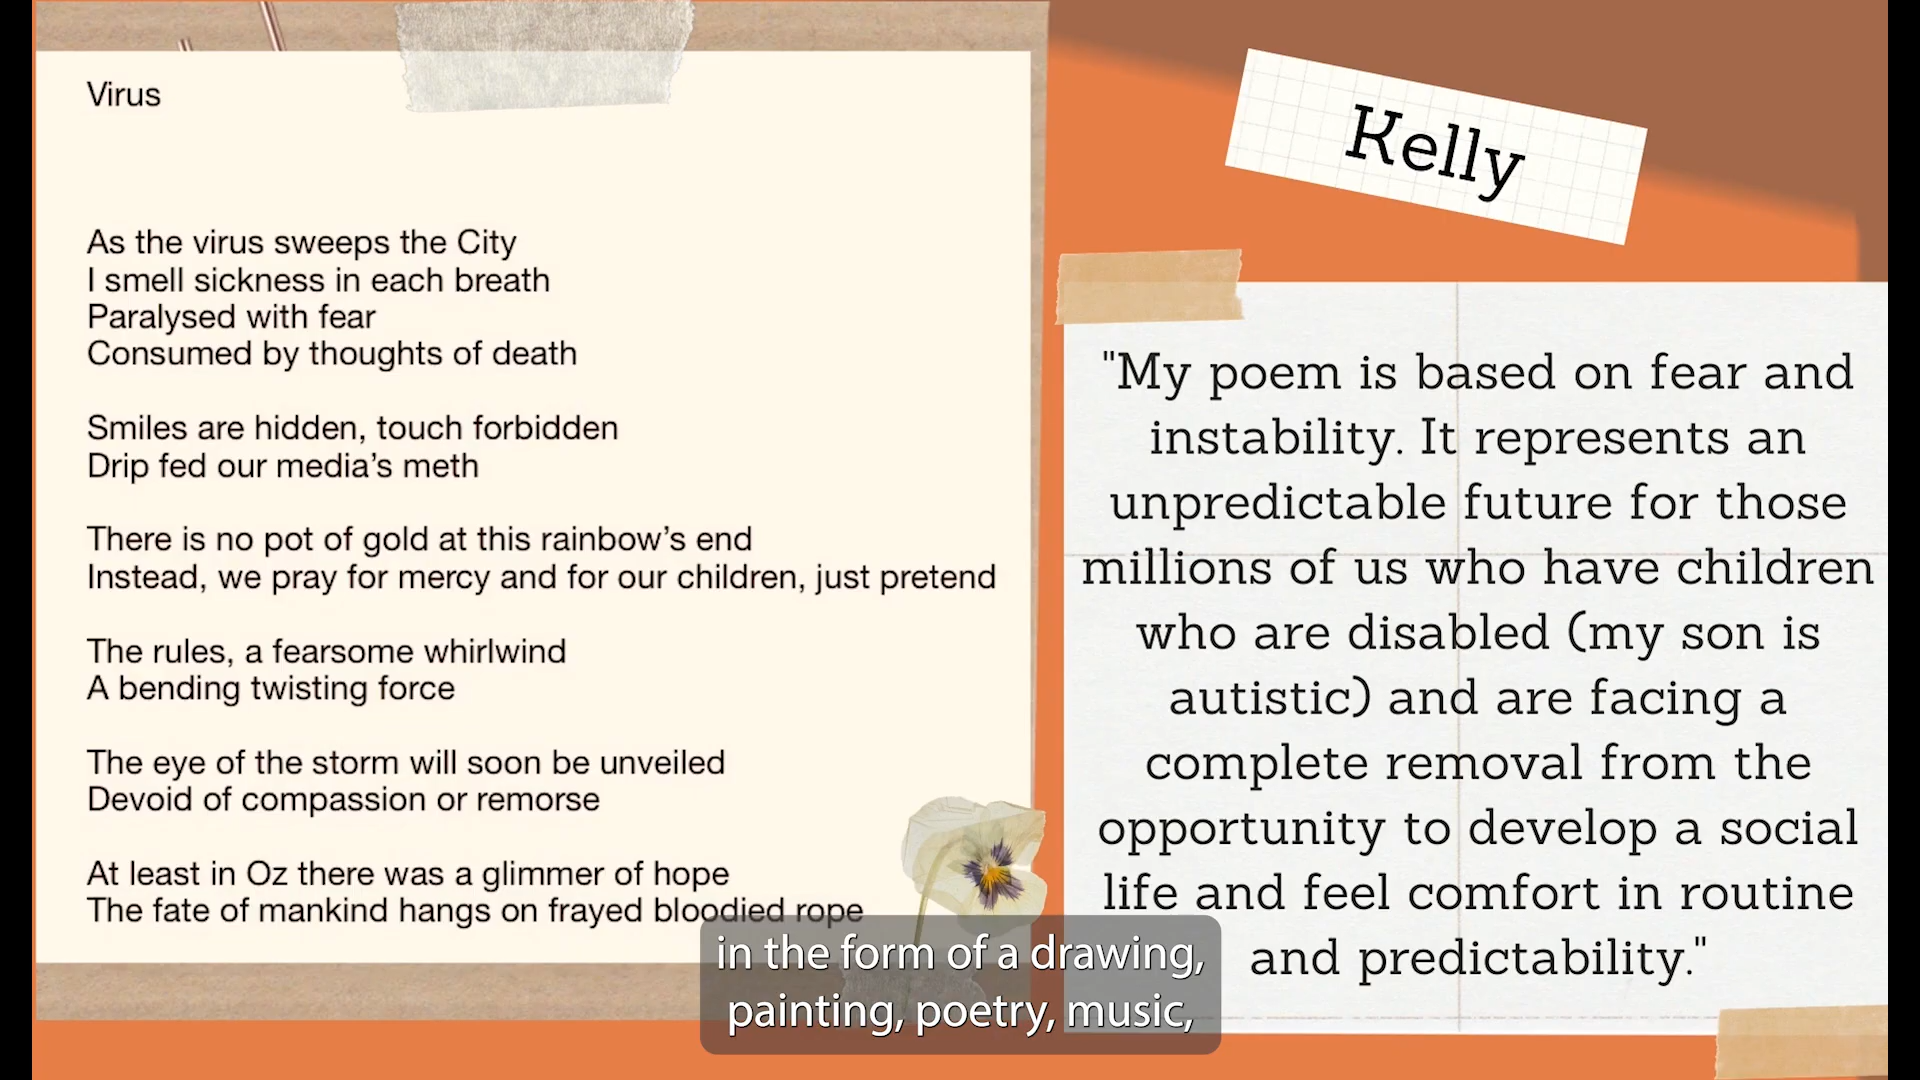 Virus
As the virus sweeps the City
I smell sickness in each breath
Paralysed with fear
Consumed by thoughts of death
Smiles are hidden, touch forbidden
Drip fed our media’s meth
There is no pot of gold at this rainbow’s end
Instead, we pray for mercy and for our children, just pretend
The rules, a fearsome whirlwind
A bending twisting force
The eye of the storm will soon be unveiled
Devoid of compassion or remorse
At least in Oz there was a glimmer of hope
The fate of mankind hangs on frayed bloodied rope
Kelly
"My poem is based on fear and
instability. It represents an
unpredictable future for those
millions of us who have children
who are disabled (my son is
autistic) and are facing a
complete removal from the
opportunity to develop a social
life and feel comfort in routine
and predictability."
in the form of a drawing,
painting, poetry, music,